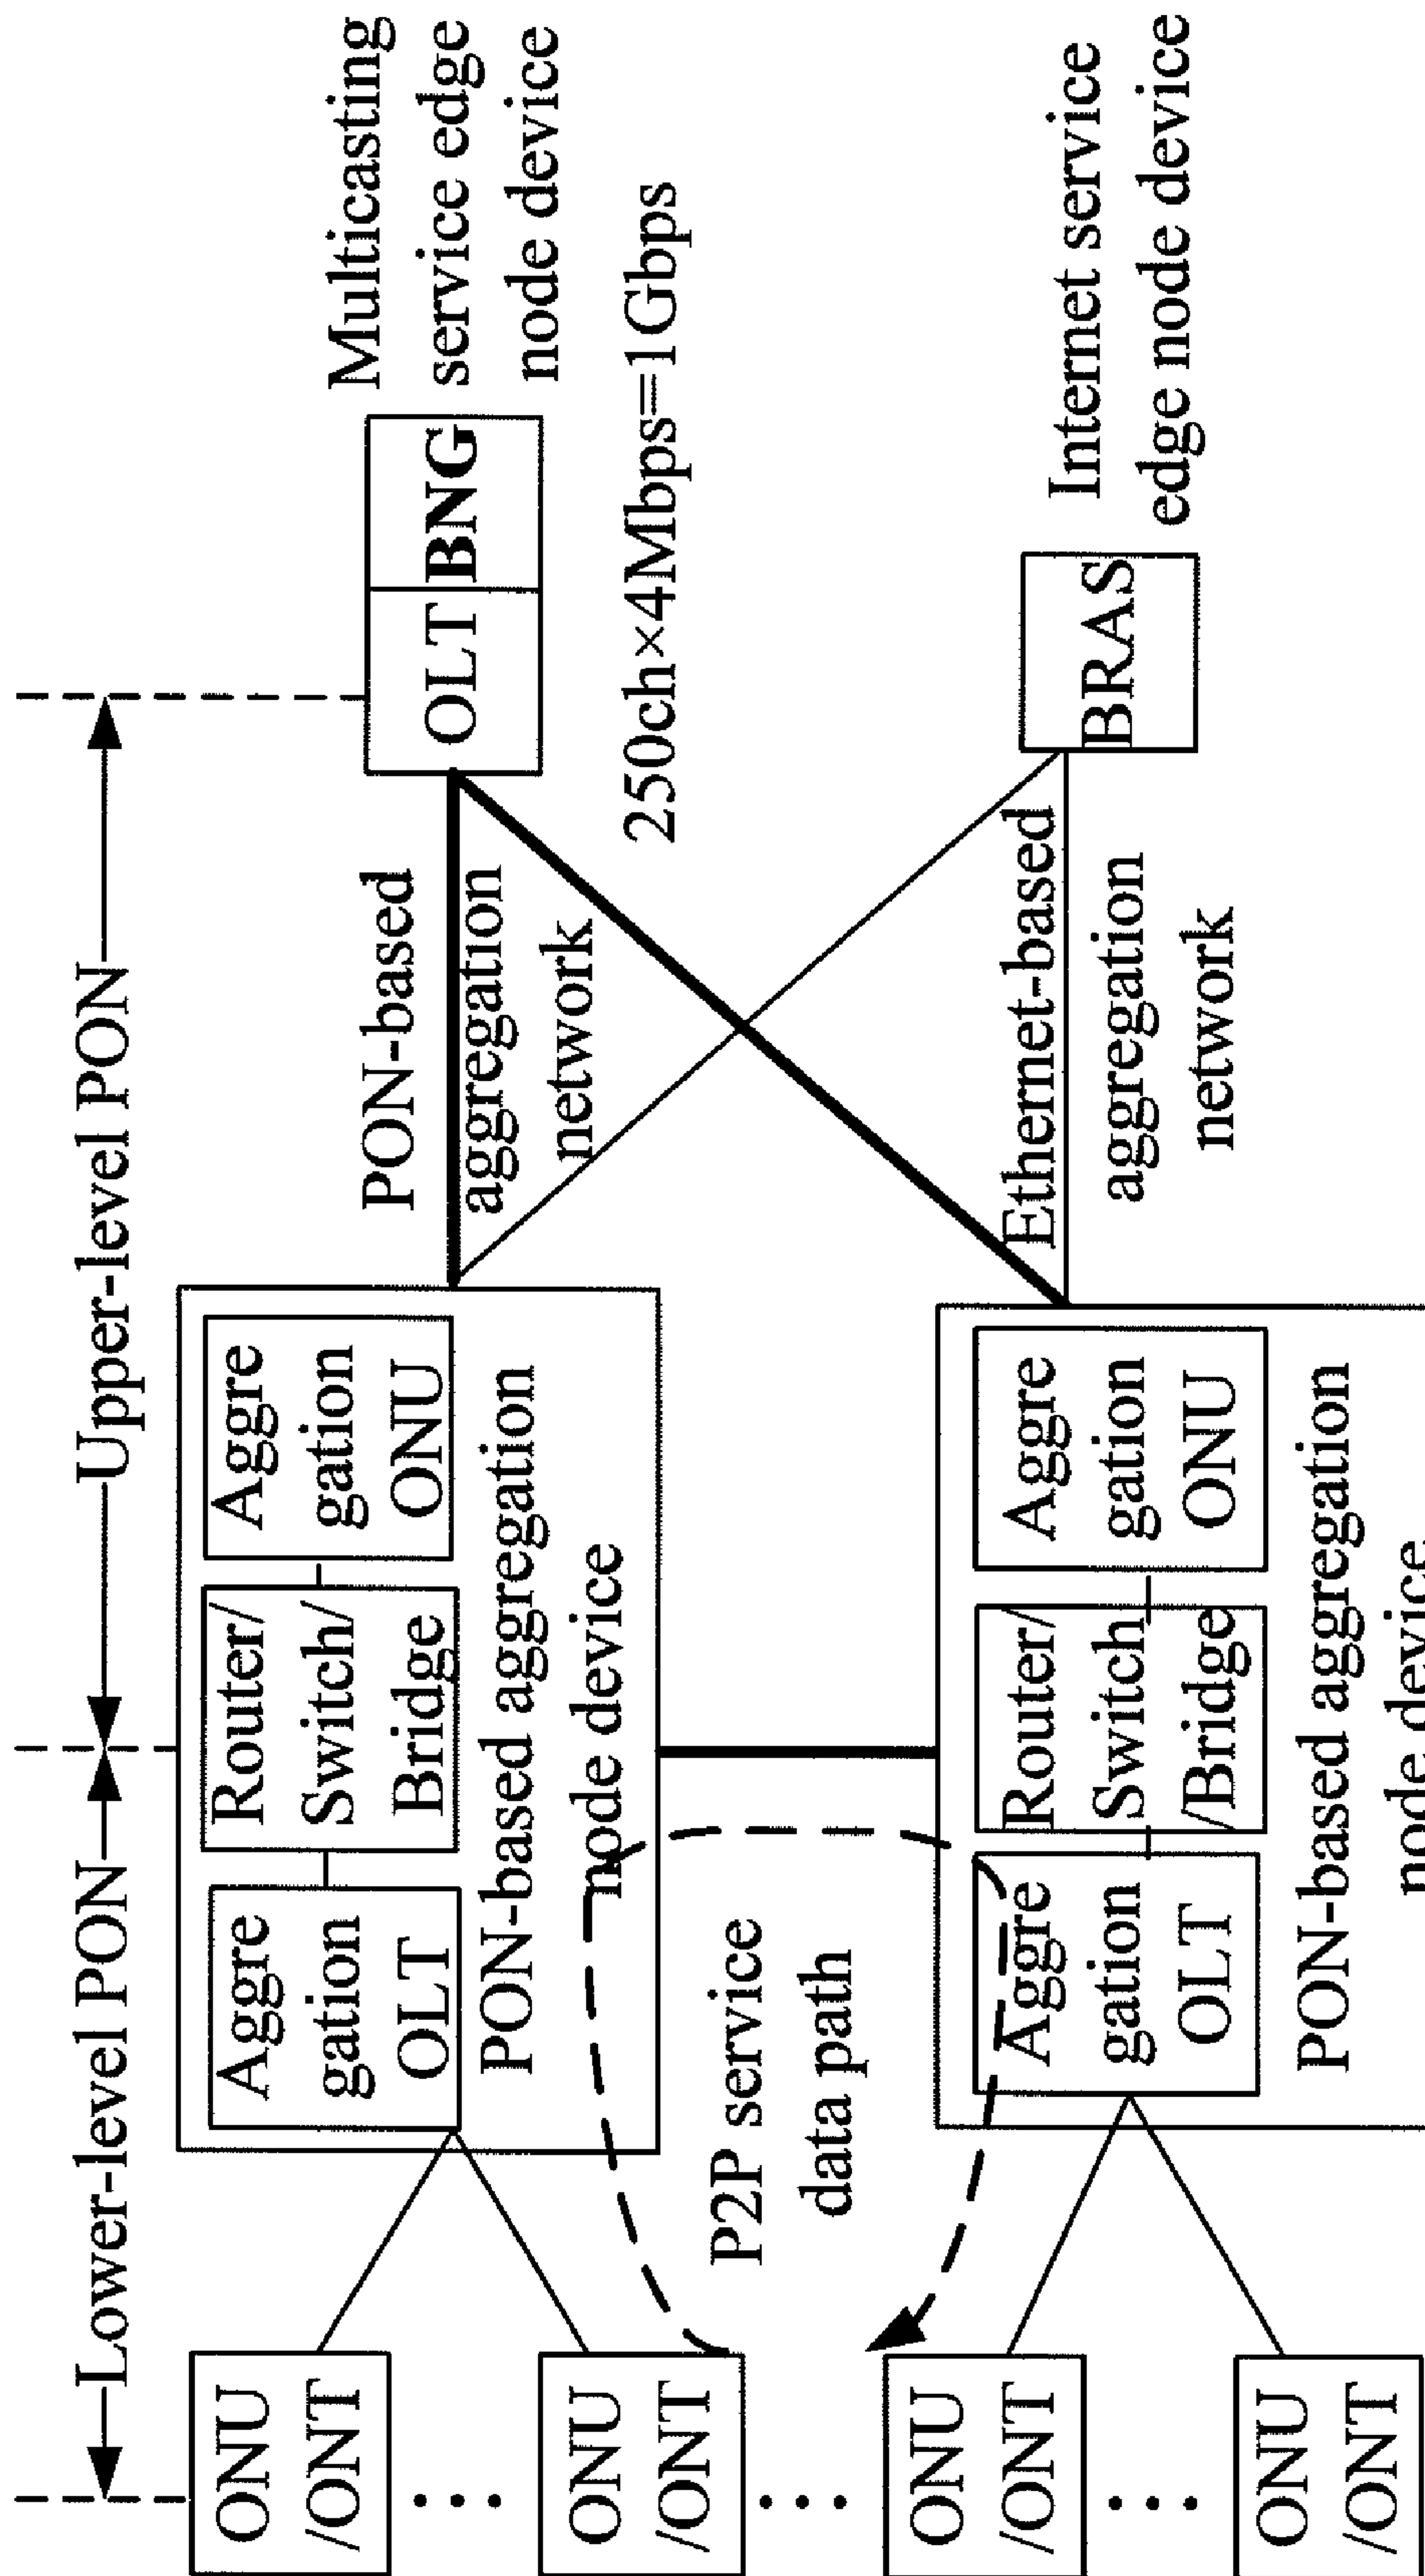 Lower-level PON
Upper-level PON
ONU
/ONT
Aggre
gation
OLT
Router/
Switch/
Bridge
Aggre
gation
ONU
PON-based aggregation
node device
PON-based
aggregation
network
OLT
BNG
Multicasting
service edge
node device
250ch×4Mbps=1Gbps
ONU
/ONT
P2P service
data path
ONU
/ONT
Aggre
gation
OLT
Router/
Switch
/Bridge
Aggre
gation
ONU
PON-based aggregation
node device
Ethernet-based
aggregation
network
BRAS
Internet service
edge node device
ONU
/ONT